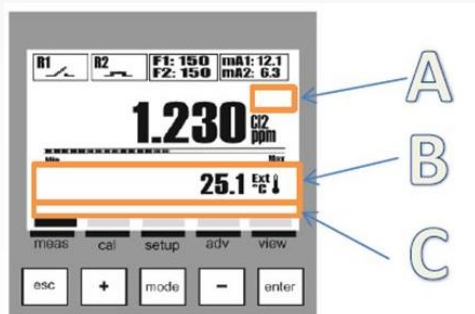 R1 R2 F1: 150 mA1: 12.1
F2: 150 mA2: 6.3
A
1.230 Cl2 ppm
Min Max
B
25.1 Ext °C
C
meas cal setup adv view
esc + mode - enter